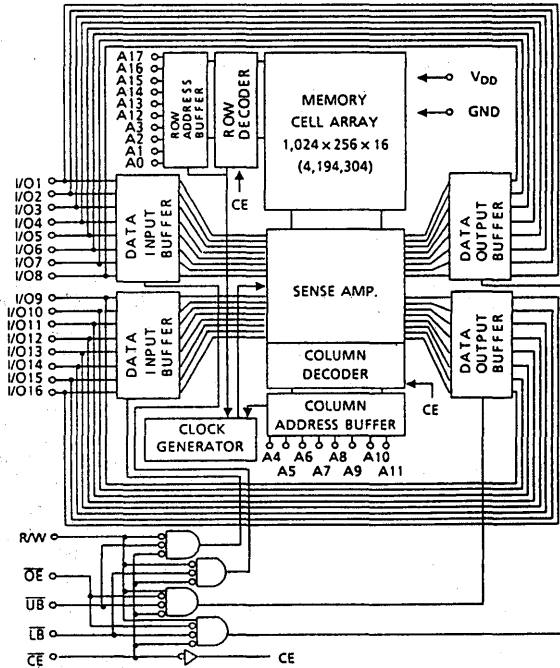 A17
A16
A15
A14
A13
A12
A3
A2
A1
A0
ROW ADDRESS BUFFER
ROW DECODER
MEMORY
CELL ARRAY
1,024 × 256 × 16
(4,194,304)
VDD
GND
CE
I/O1
I/O2
I/O3
I/O4
I/O5
I/O6
I/O7
I/O8
DATA INPUT BUFFER
DATA OUTPUT BUFFER
SENSE AMP.
I/O9
I/O10
I/O11
I/O12
I/O13
I/O14
I/O15
I/O16
DATA INPUT BUFFER
DATA OUTPUT BUFFER
COLUMN
DECODER
CE
COLUMN
ADDRESS BUFFER
CLOCK
GENERATOR
A4 A6 A8 A10
A5 A7 A9 A11
R/W
OE
UB
LB
CE
CE